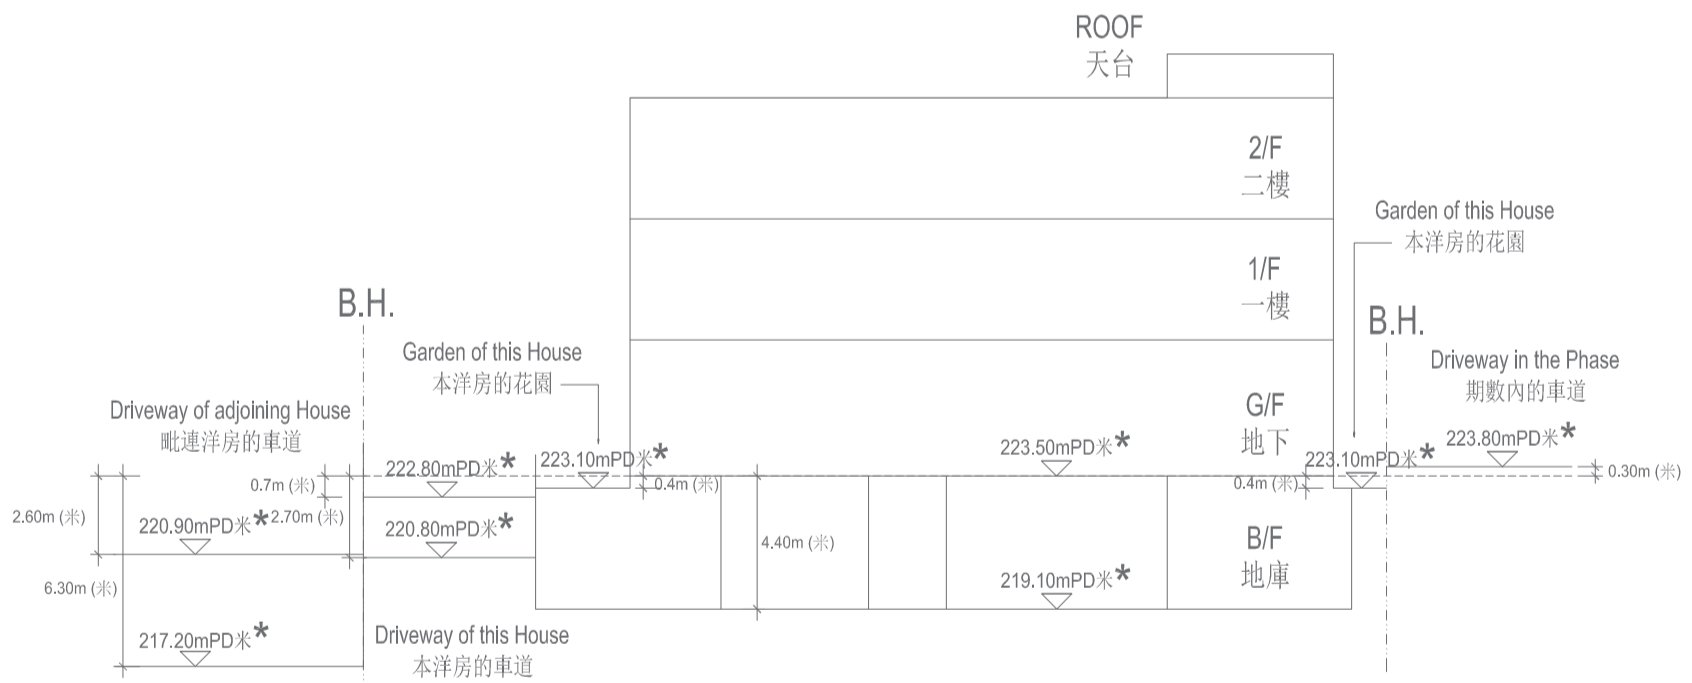 ROOF
天台
2/F
二樓
Garden of this House
本洋房的花園
1/F
一樓
B.H.
B.H.
Garden of this House
本洋房的花園
Driveway in the Phase
期數內的車道
Driveway of adjoining House
毗連洋房的車道
G/F
地下
223.80mPD米*
222.80mPD米*
223.10mPD米*
223.50mPD米*
223.10mPD米*
0.30m (米)
0.7m (米)
0.4m (米)
0.4m (米)
2.60m (米)
220.90mPD米*
2.70m (米)
220.80mPD米*
4.40m (米)
B/F
地庫
6.30m (米)
219.10mPD米*
217.20mPD米*
Driveway of this House
本洋房的車道